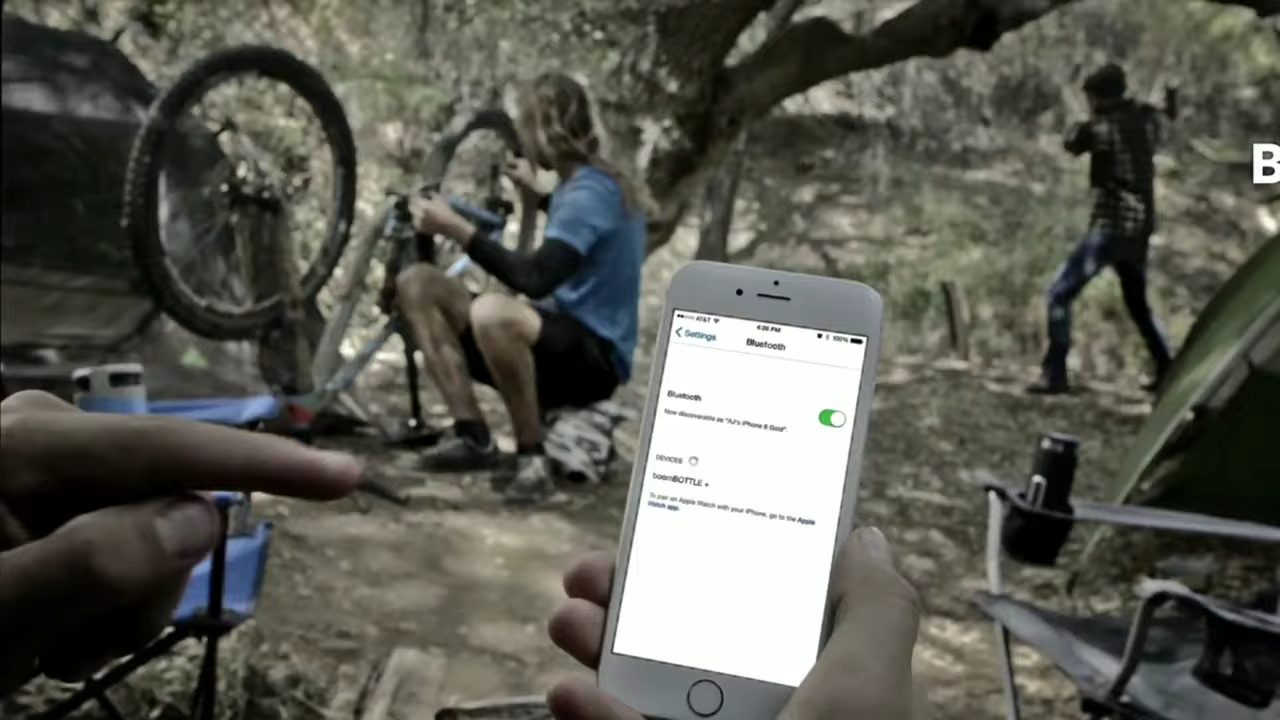 AT&T
4:26 PM
100%
Settings
Bluetooth
Bluetooth
Now discoverable as "AJ's iPhone 6 Gold".
DEVICES
boomBOTTLE +
To pair an Apple Watch with your iPhone, go to the Apple
Watch app.
B